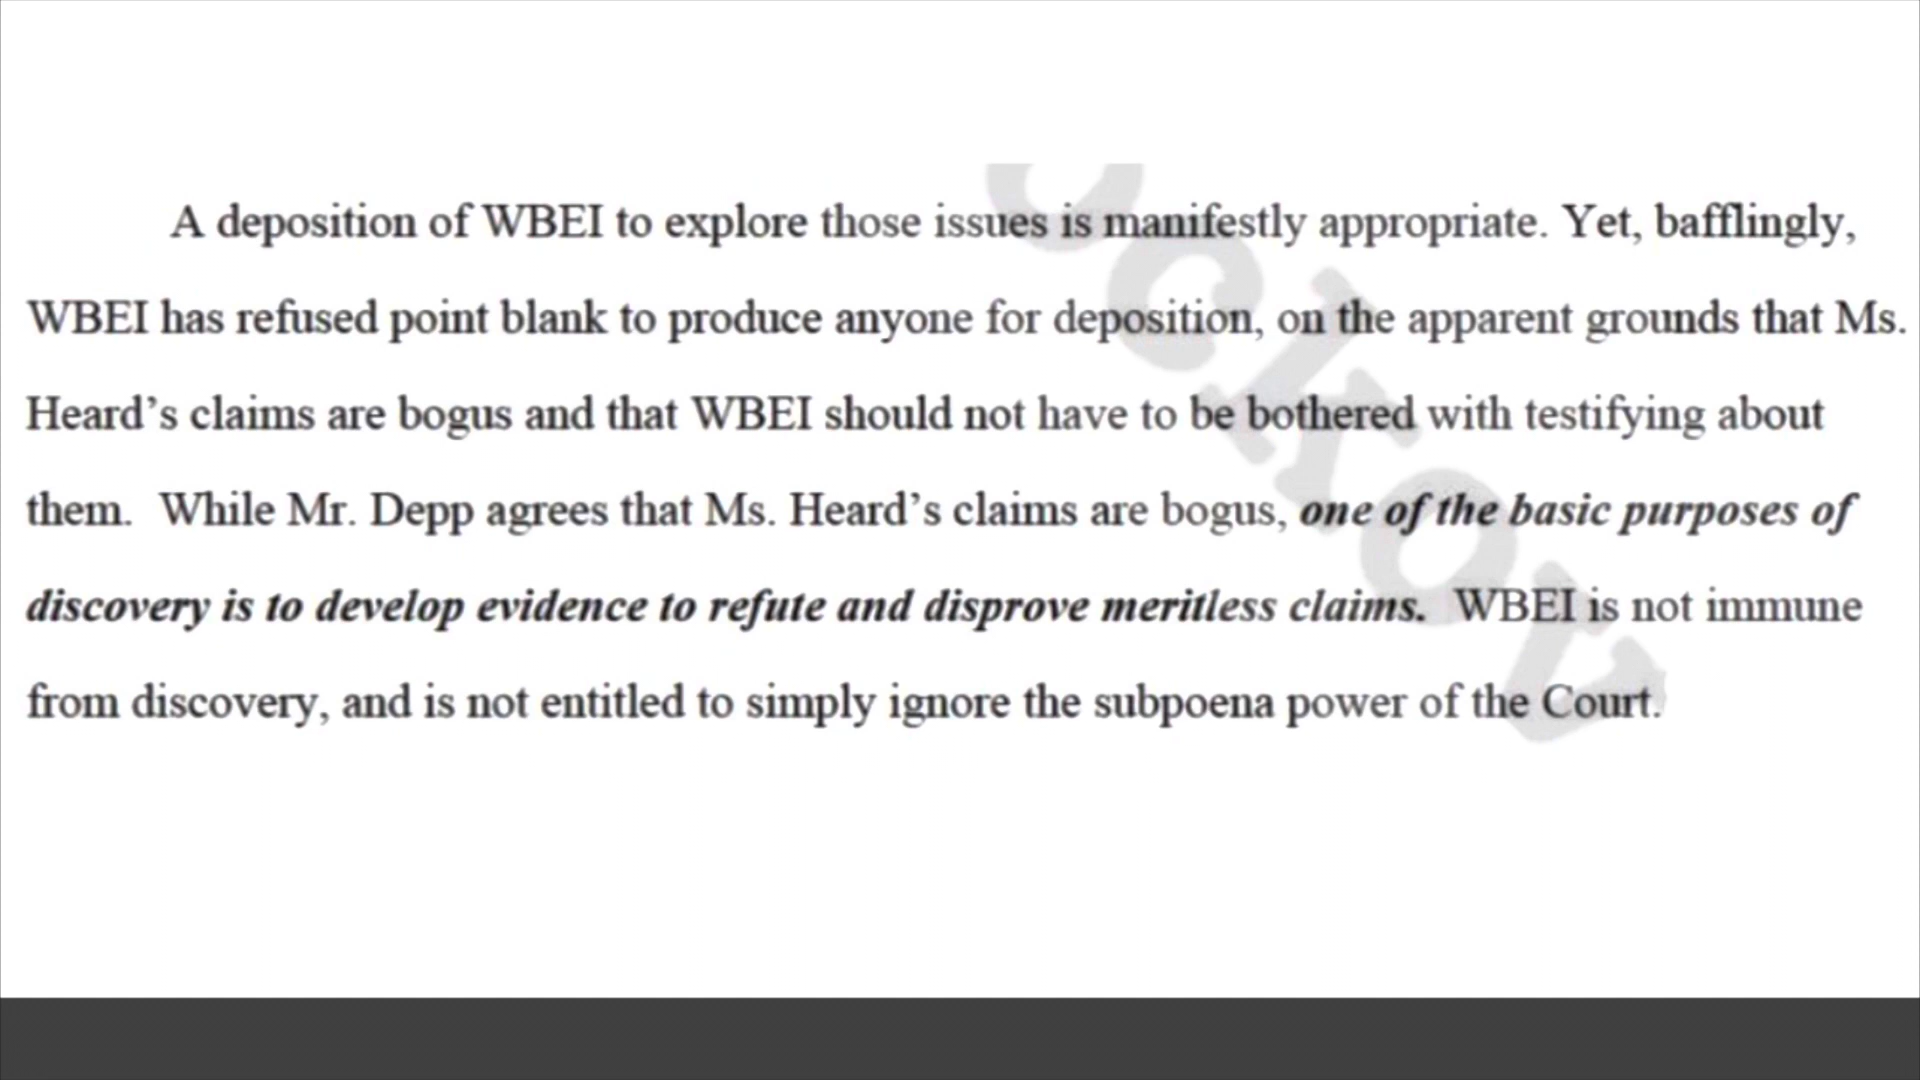 A deposition of WBEI to explore those issues is manifestly appropriate. Yet, bafflingly,
WBEI has refused point blank to produce anyone for deposition, on the apparent grounds that Ms.
Heard’s claims are bogus and that WBEI should not have to be bothered with testifying about
them.  While Mr. Depp agrees that Ms. Heard’s claims are bogus, one of the basic purposes of
discovery is to develop evidence to refute and disprove meritless claims.  WBEI is not immune
from discovery, and is not entitled to simply ignore the subpoena power of the Court.